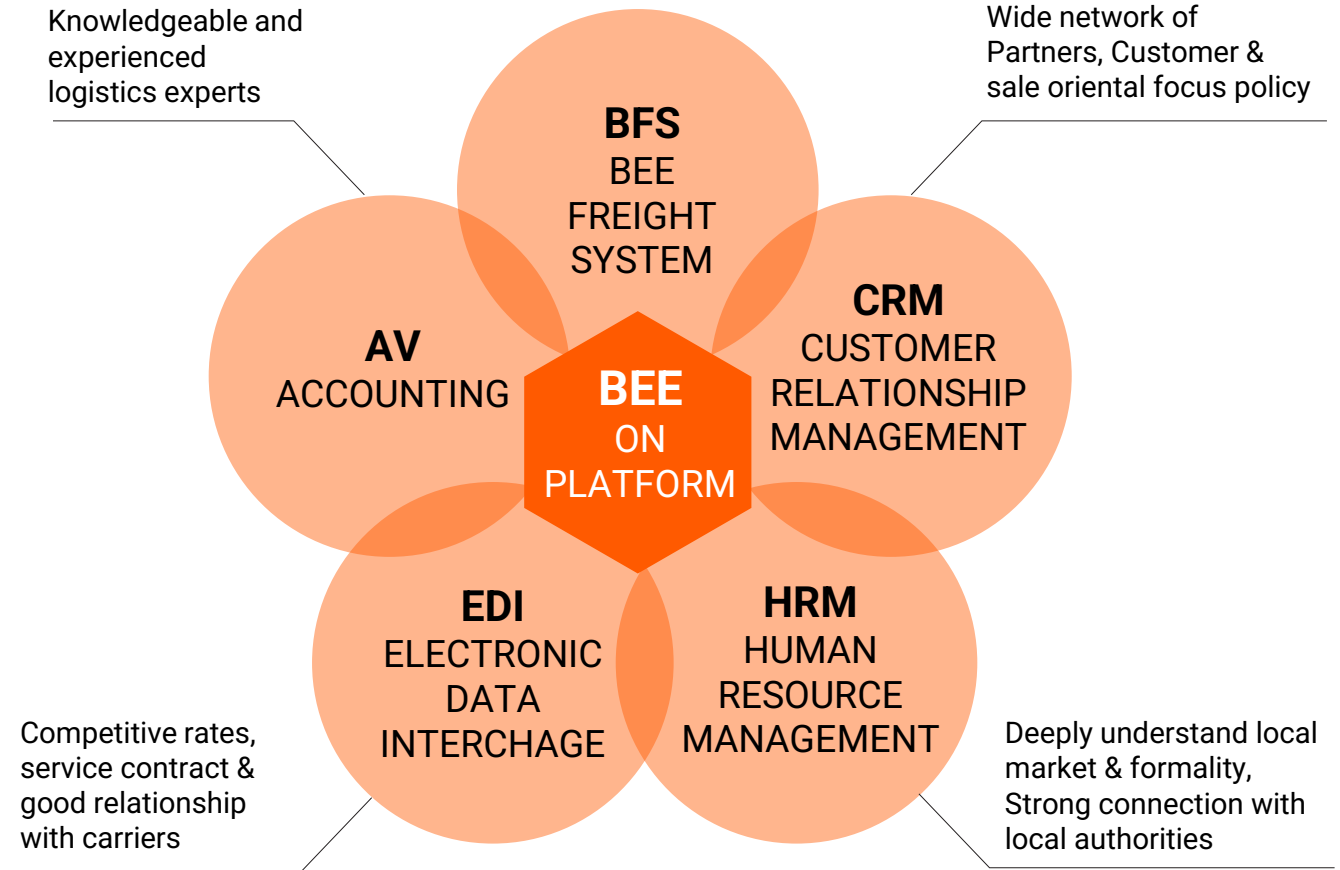 Knowledgeable and
experienced
logistics experts
Wide network of
Partners, Customer &
sale oriental focus policy
BFS
BEE
FREIGHT
SYSTEM
AV
ACCOUNTING
BEE
ON
PLATFORM
CRM
CUSTOMER
RELATIONSHIP
MANAGEMENT
EDI
ELECTRONIC
DATA
INTERCHAGE
HRM
HUMAN
RESOURCE
MANAGEMENT
Competitive rates,
service contract &
good relationship
with carriers
Deeply understand local
market & formality,
Strong connection with
local authorities